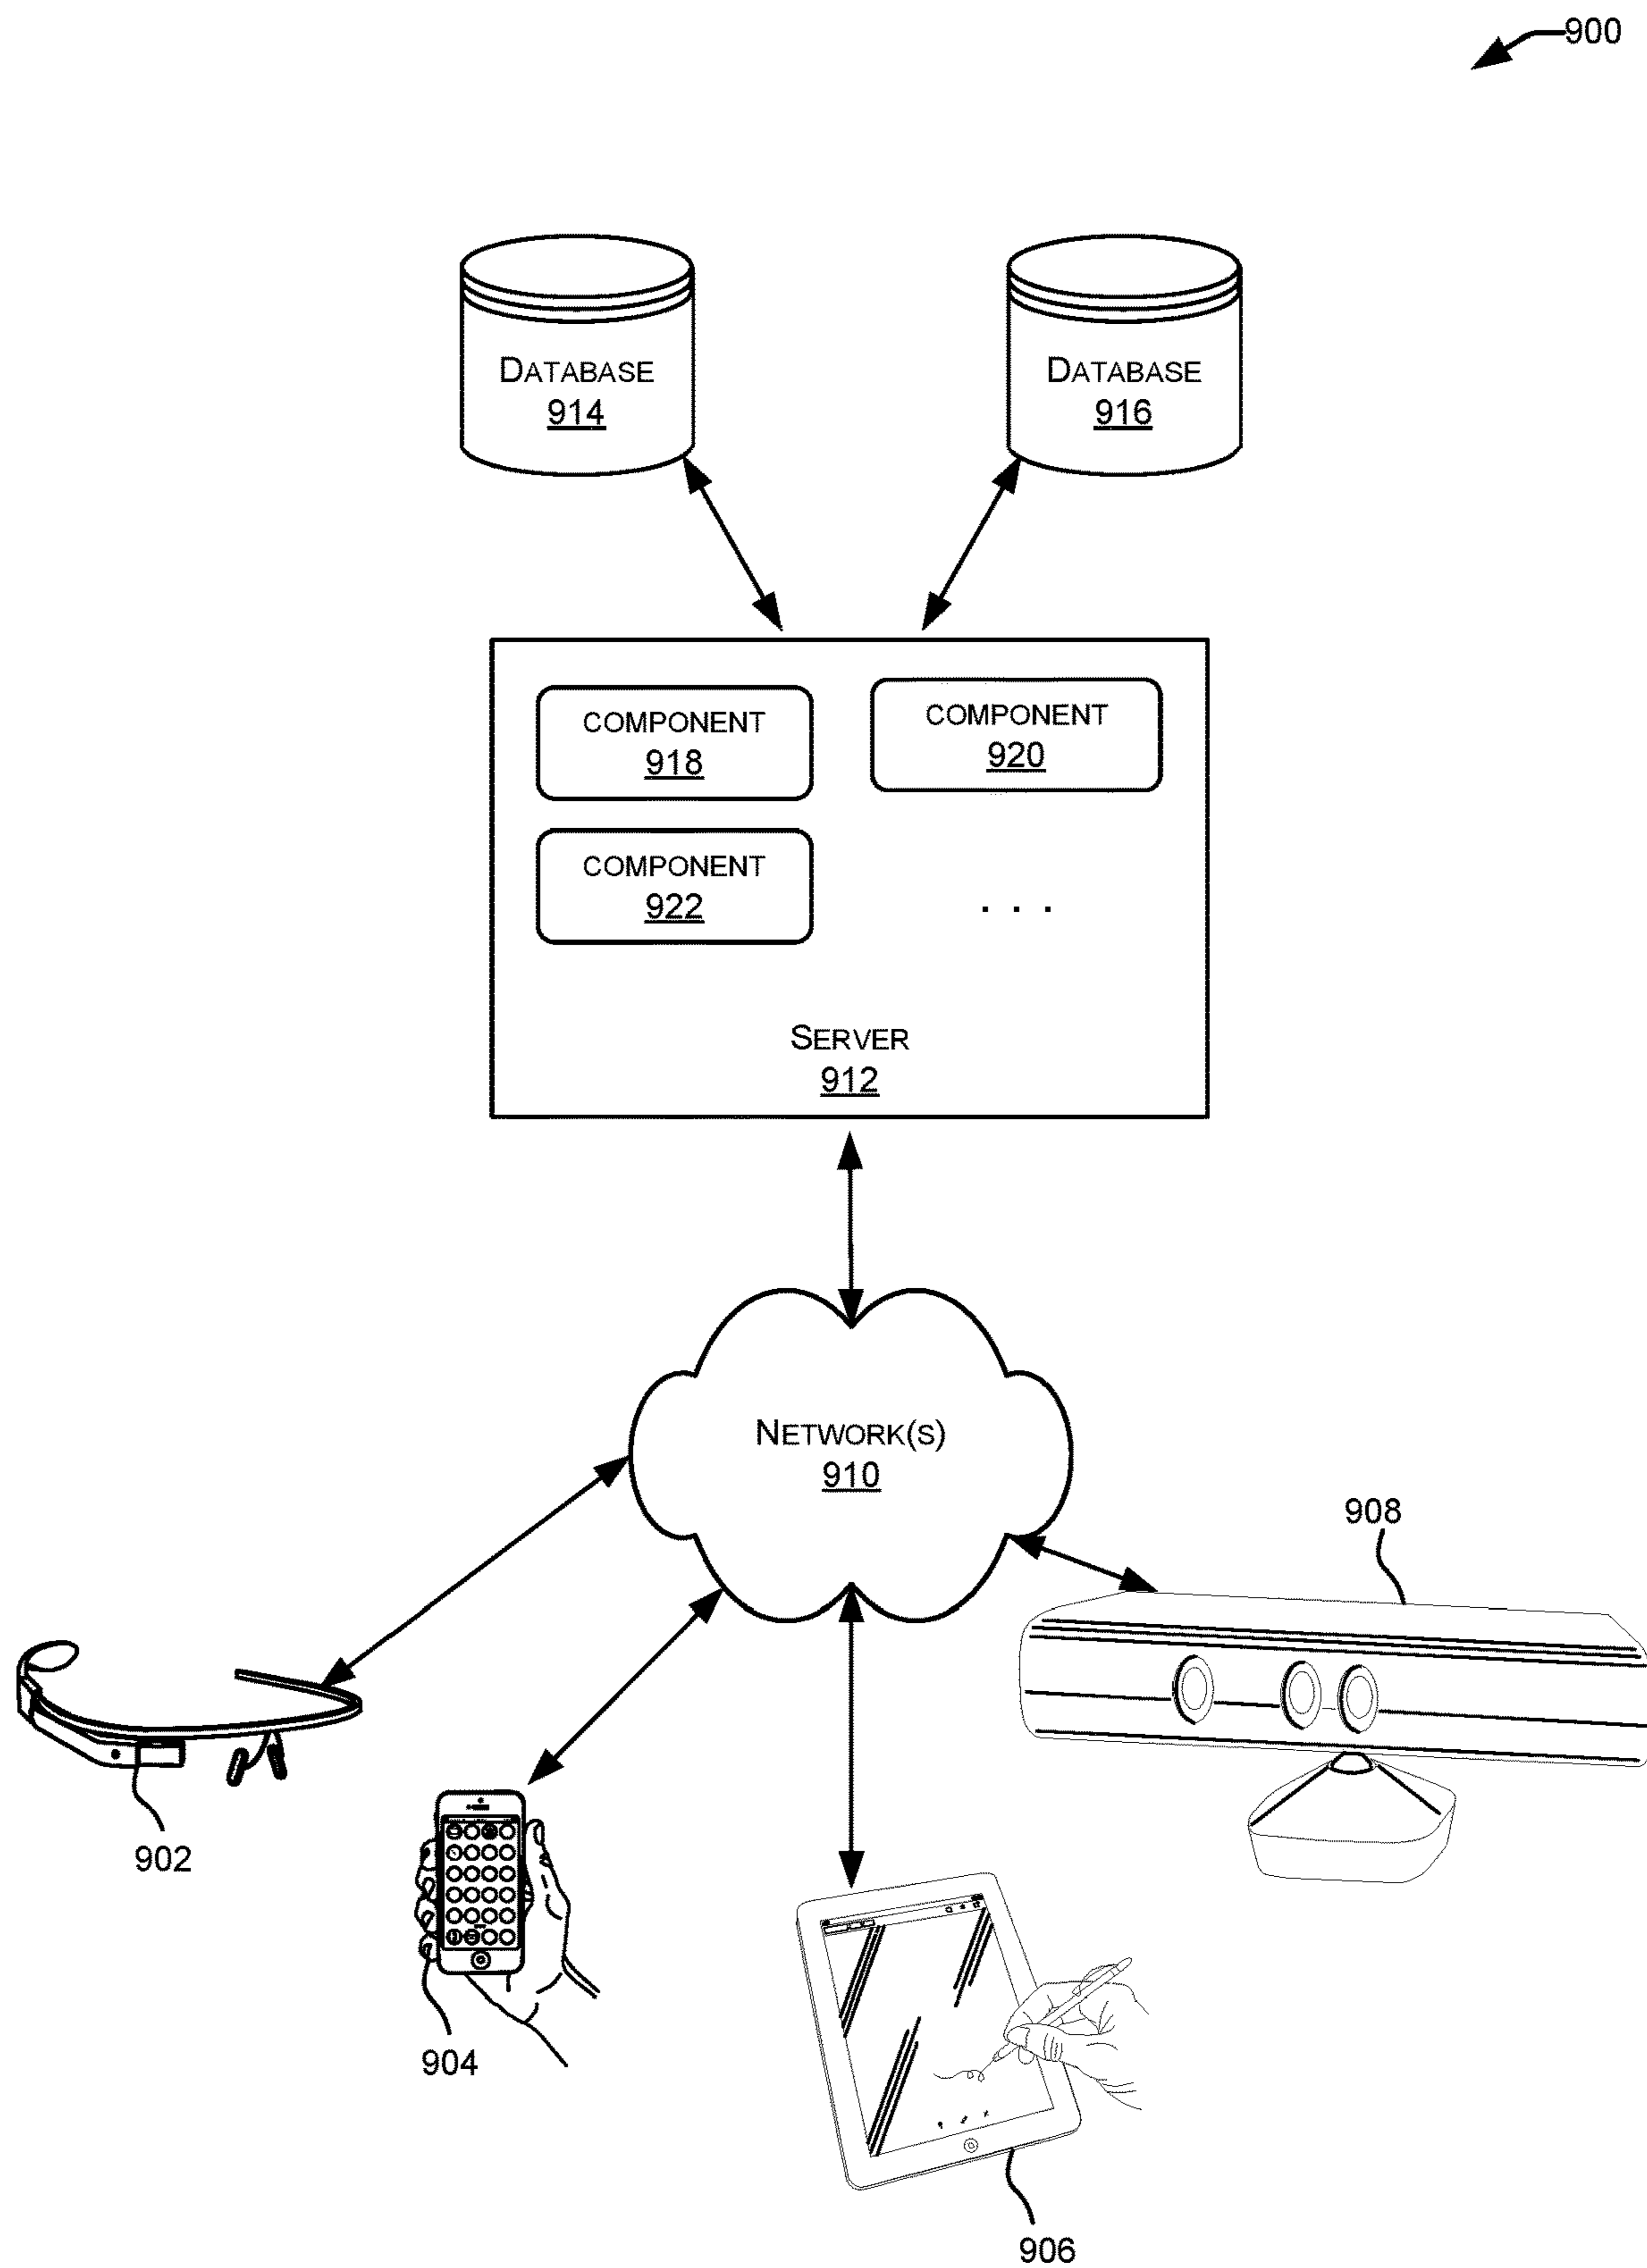 900
DATABASE
914
DATABASE
916
COMPONENT
918
COMPONENT
920
COMPONENT
922
. . .
SERVER
912
NETWORK(S)
910
908
902
904
906